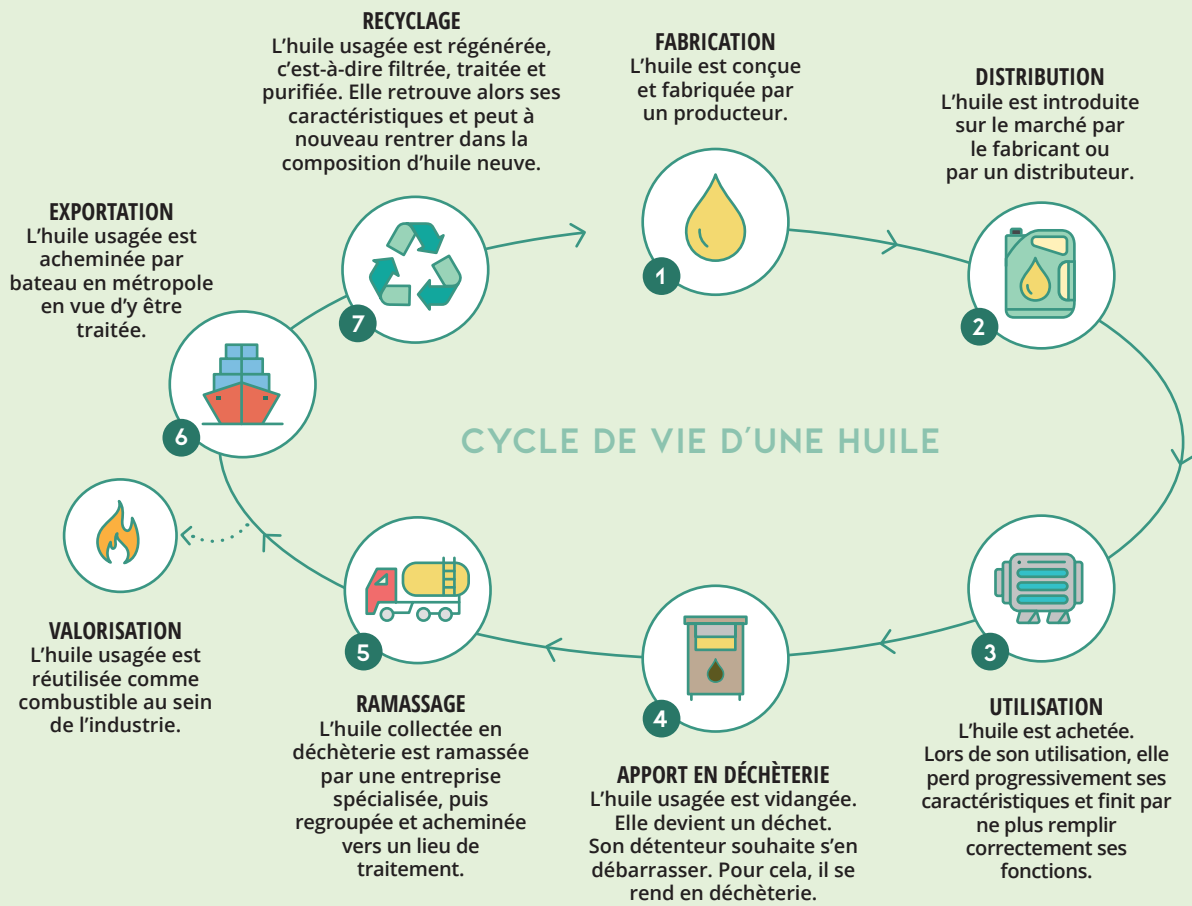 CYCLE DE VIE D'UNE HUILE
1
FABRICATION
L'huile est conçue
et fabriquée par
un producteur.
2
DISTRIBUTION
L'huile est introduite
sur le marché par
le fabricant ou
par un distributeur.
3
UTILISATION
L'huile est achetée.
Lors de son utilisation, elle
perd progressivement ses
caractéristiques et finit par
ne plus remplir
correctement ses
fonctions.
4
APPORT EN DÉCHÈTERIE
L'huile usagée est vidangée.
Elle devient un déchet.
Son détenteur souhaite s'en
débarrasser. Pour cela, il se
rend en déchèterie.
5
RAMASSAGE
L'huile collectée en
déchèterie est ramassée
par une entreprise
spécialisée, puis
regroupée et acheminée
vers un lieu de
traitement.
VALORISATION
L'huile usagée est
réutilisée comme
combustible au sein
de l'industrie.
6
EXPORTATION
L'huile usagée est
acheminée par
bateau en métropole
en vue d'y être
traitée.
7
RECYCLAGE
L'huile usagée est régénérée,
c'est-à-dire filtrée, traitée et
purifiée. Elle retrouve alors ses
caractéristiques et peut à
nouveau rentrer dans la
composition d'huile neuve.